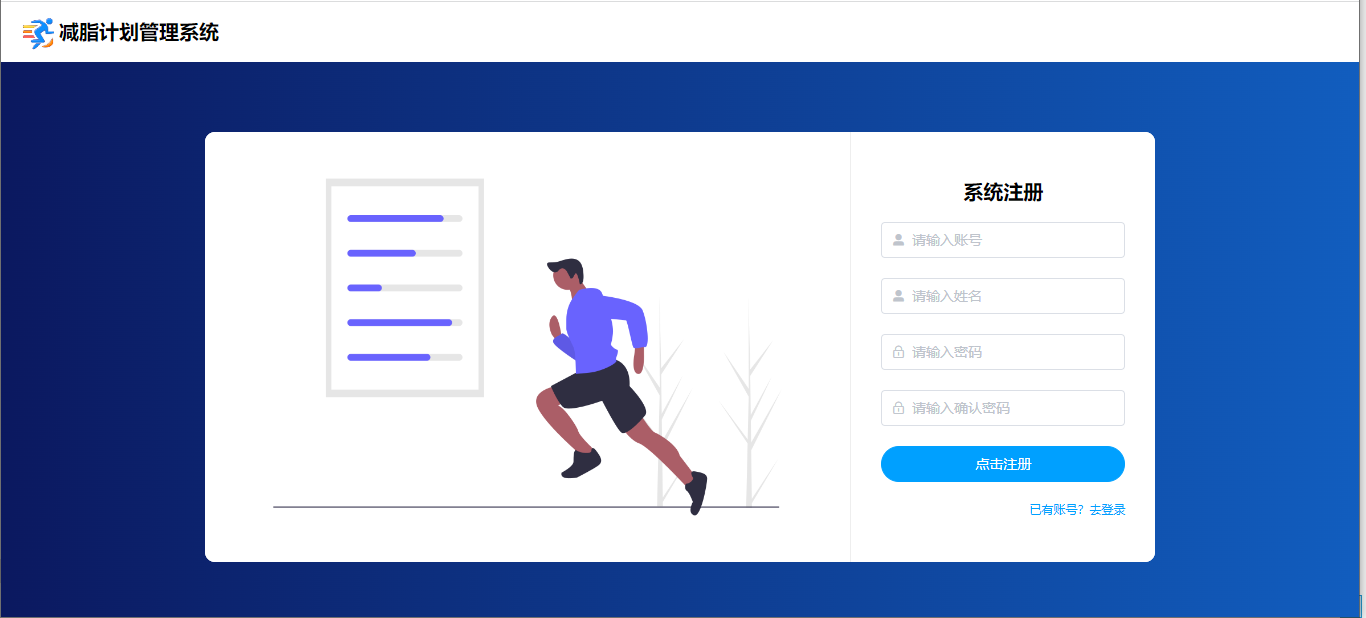 减脂计划管理系统
系统注册
请输入账号
请输入姓名
请输入密码
请输入确认密码
点击注册
已有账号？去登录